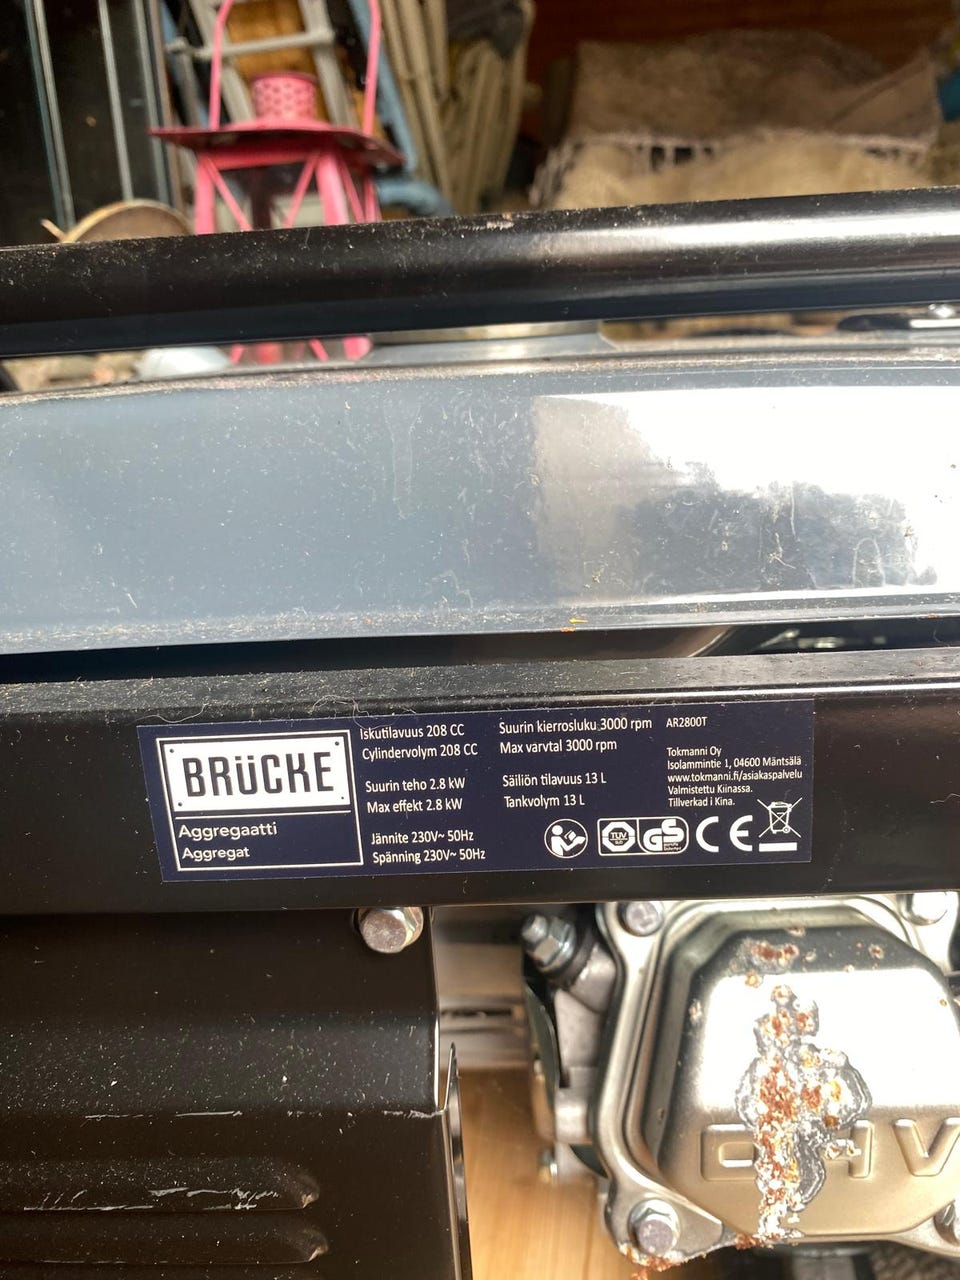 BRÜCKE
Aggregaatti
Aggregat
Iskutilavuus 208 CC
Cylindervolym 208 CC
Suurin teho 2.8 kW
Max effekt 2.8 kW
Jännite 230V~ 50Hz
Spänning 230V~ 50Hz
Suurin kierrosluku 3000 rpm
Max varvtal 3000 rpm
Säiliön tilavuus 13 L
Tankvolym 13 L
TÜV
GS
CE
AR2800T
Tokmanni Oy
Isolammintie 1, 04600 Mäntsälä
www.tokmanni.fi/asiakaspalvelu
Valmistettu Kiinassa.
Tillverkad i Kina.
OHV